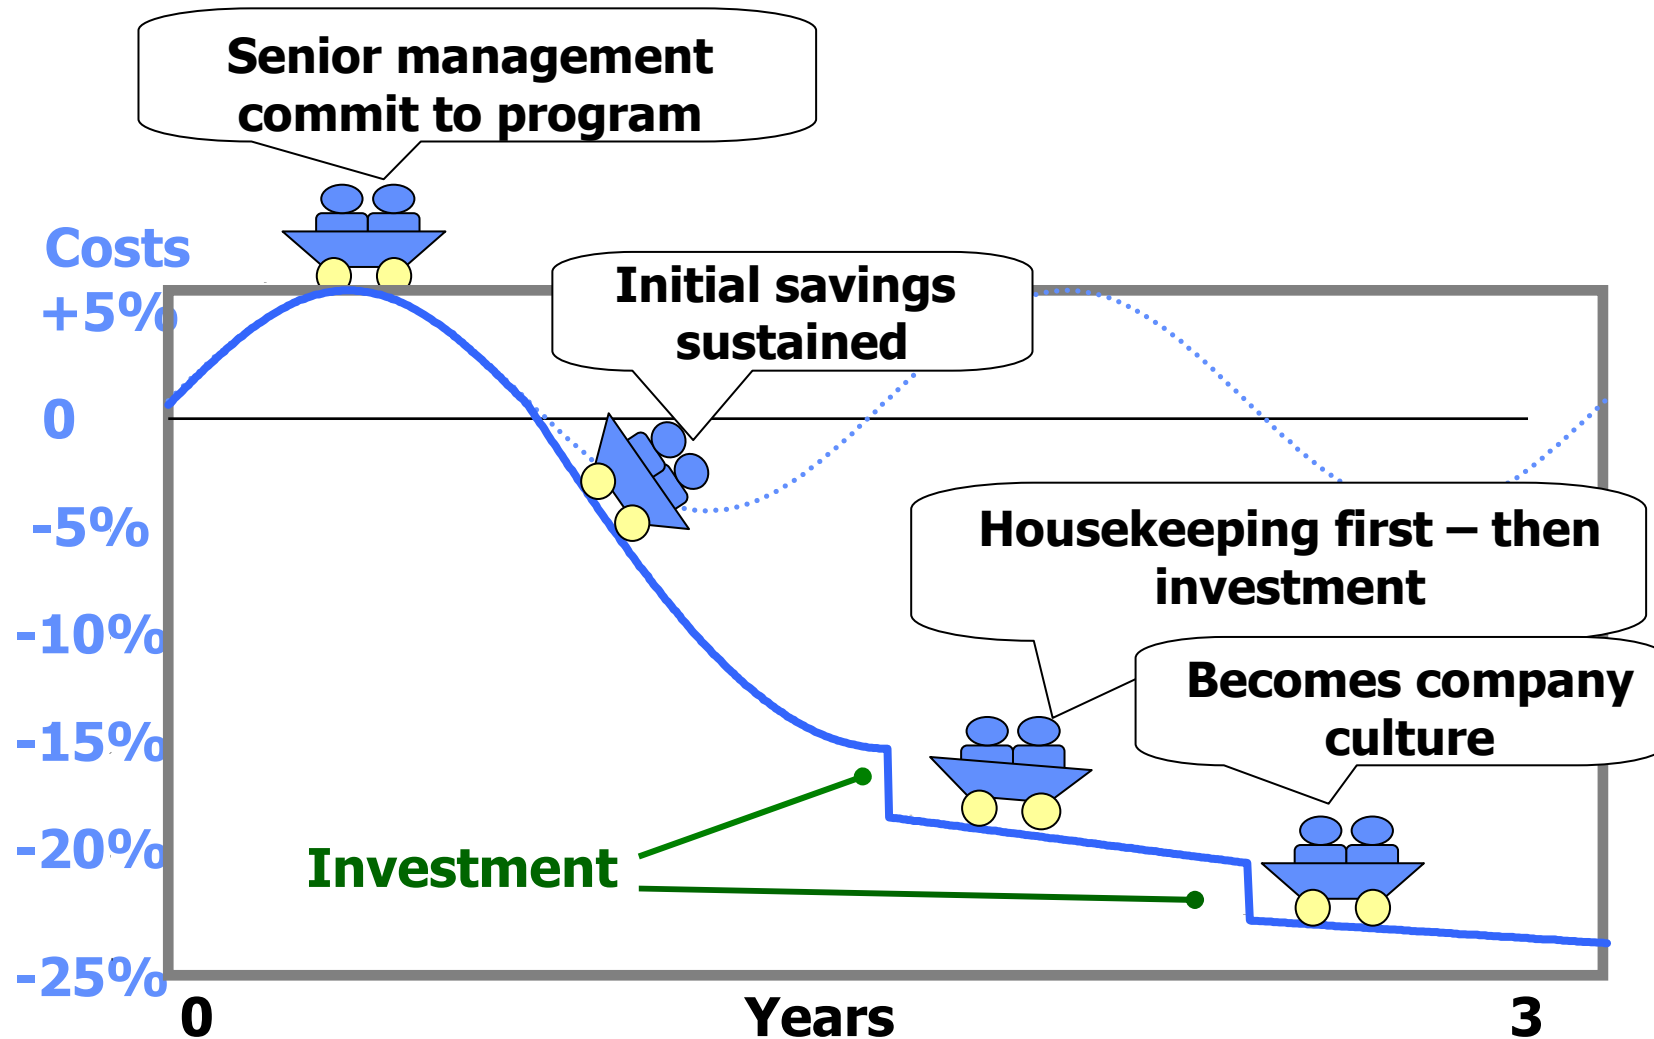 Senior management
commit to program
Costs
+5%
Initial savings
sustained
0
-5%
Housekeeping first – then
investment
-10%
Becomes company
culture
-15%
-20%
Investment
-25%
0
Years
3